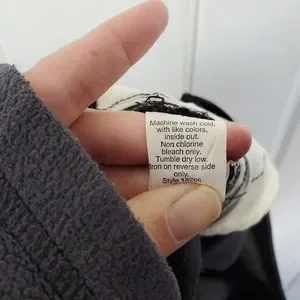 Machine wash cold,
with like colors,
inside out.
Non chlorine
bleach only.
Tumble dry low.
Iron on reverse side
only.
Style